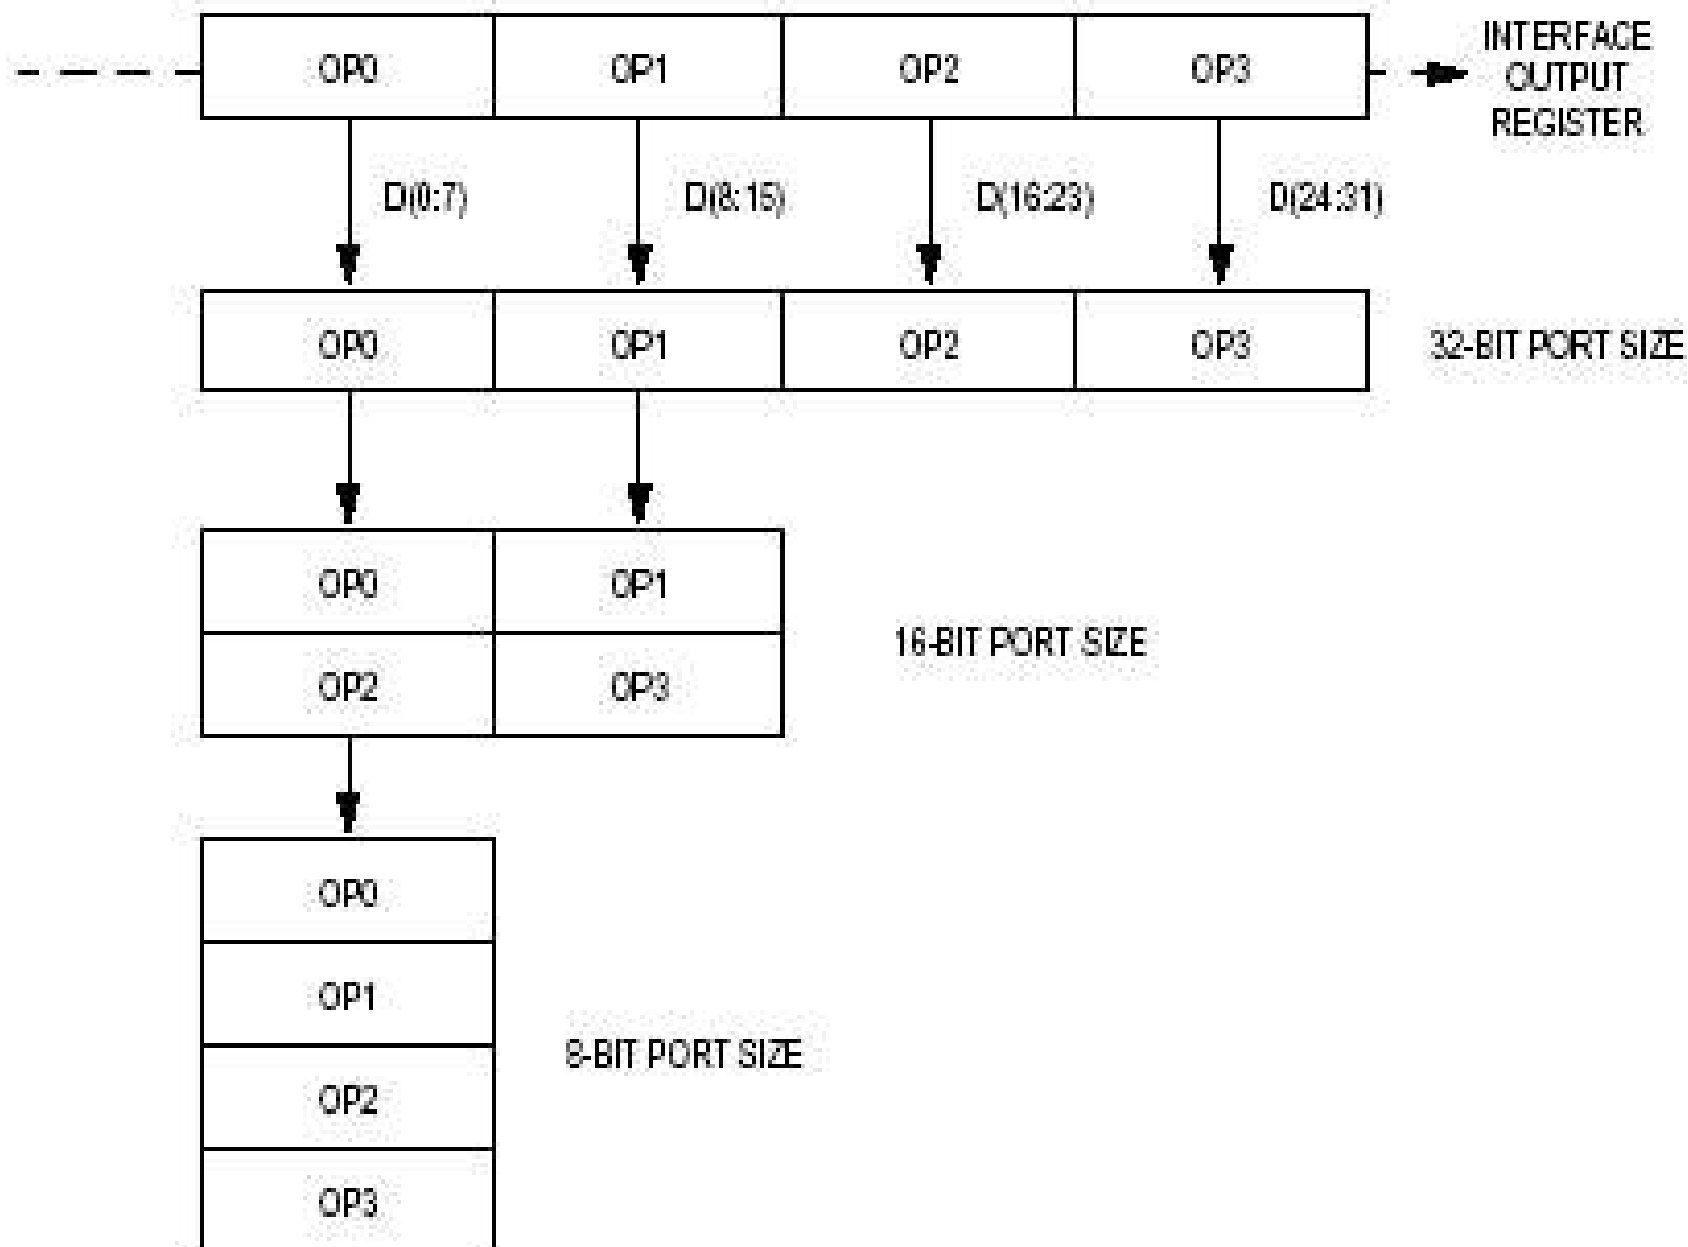 OP0 OP1 OP2 OP3
INTERFACE
OUTPUT
REGISTER
D(0:7) D(8:15) D(16:23) D(24:31)
OP0 OP1 OP2 OP3 32-BIT PORT SIZE
OP0 OP1
16-BIT PORT SIZE
OP2 OP3
OP0
OP1
8-BIT PORT SIZE
OP2
OP3